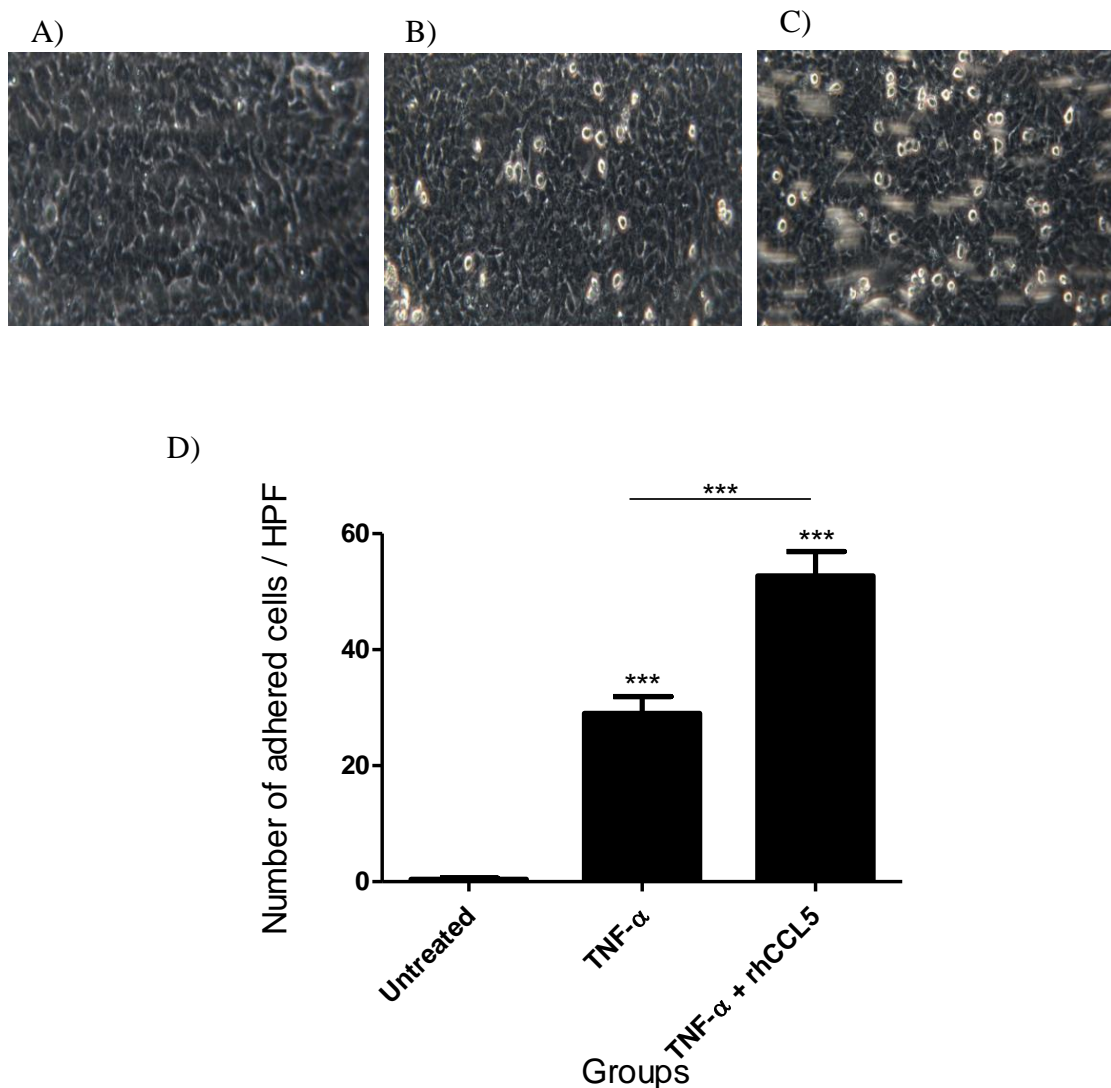 A)
B)
C)
D)
***
***
***
Number of adhered cells / HPF
60
40
20
0
Untreated
TNF-α
TNF-α + rhCCL5
Groups